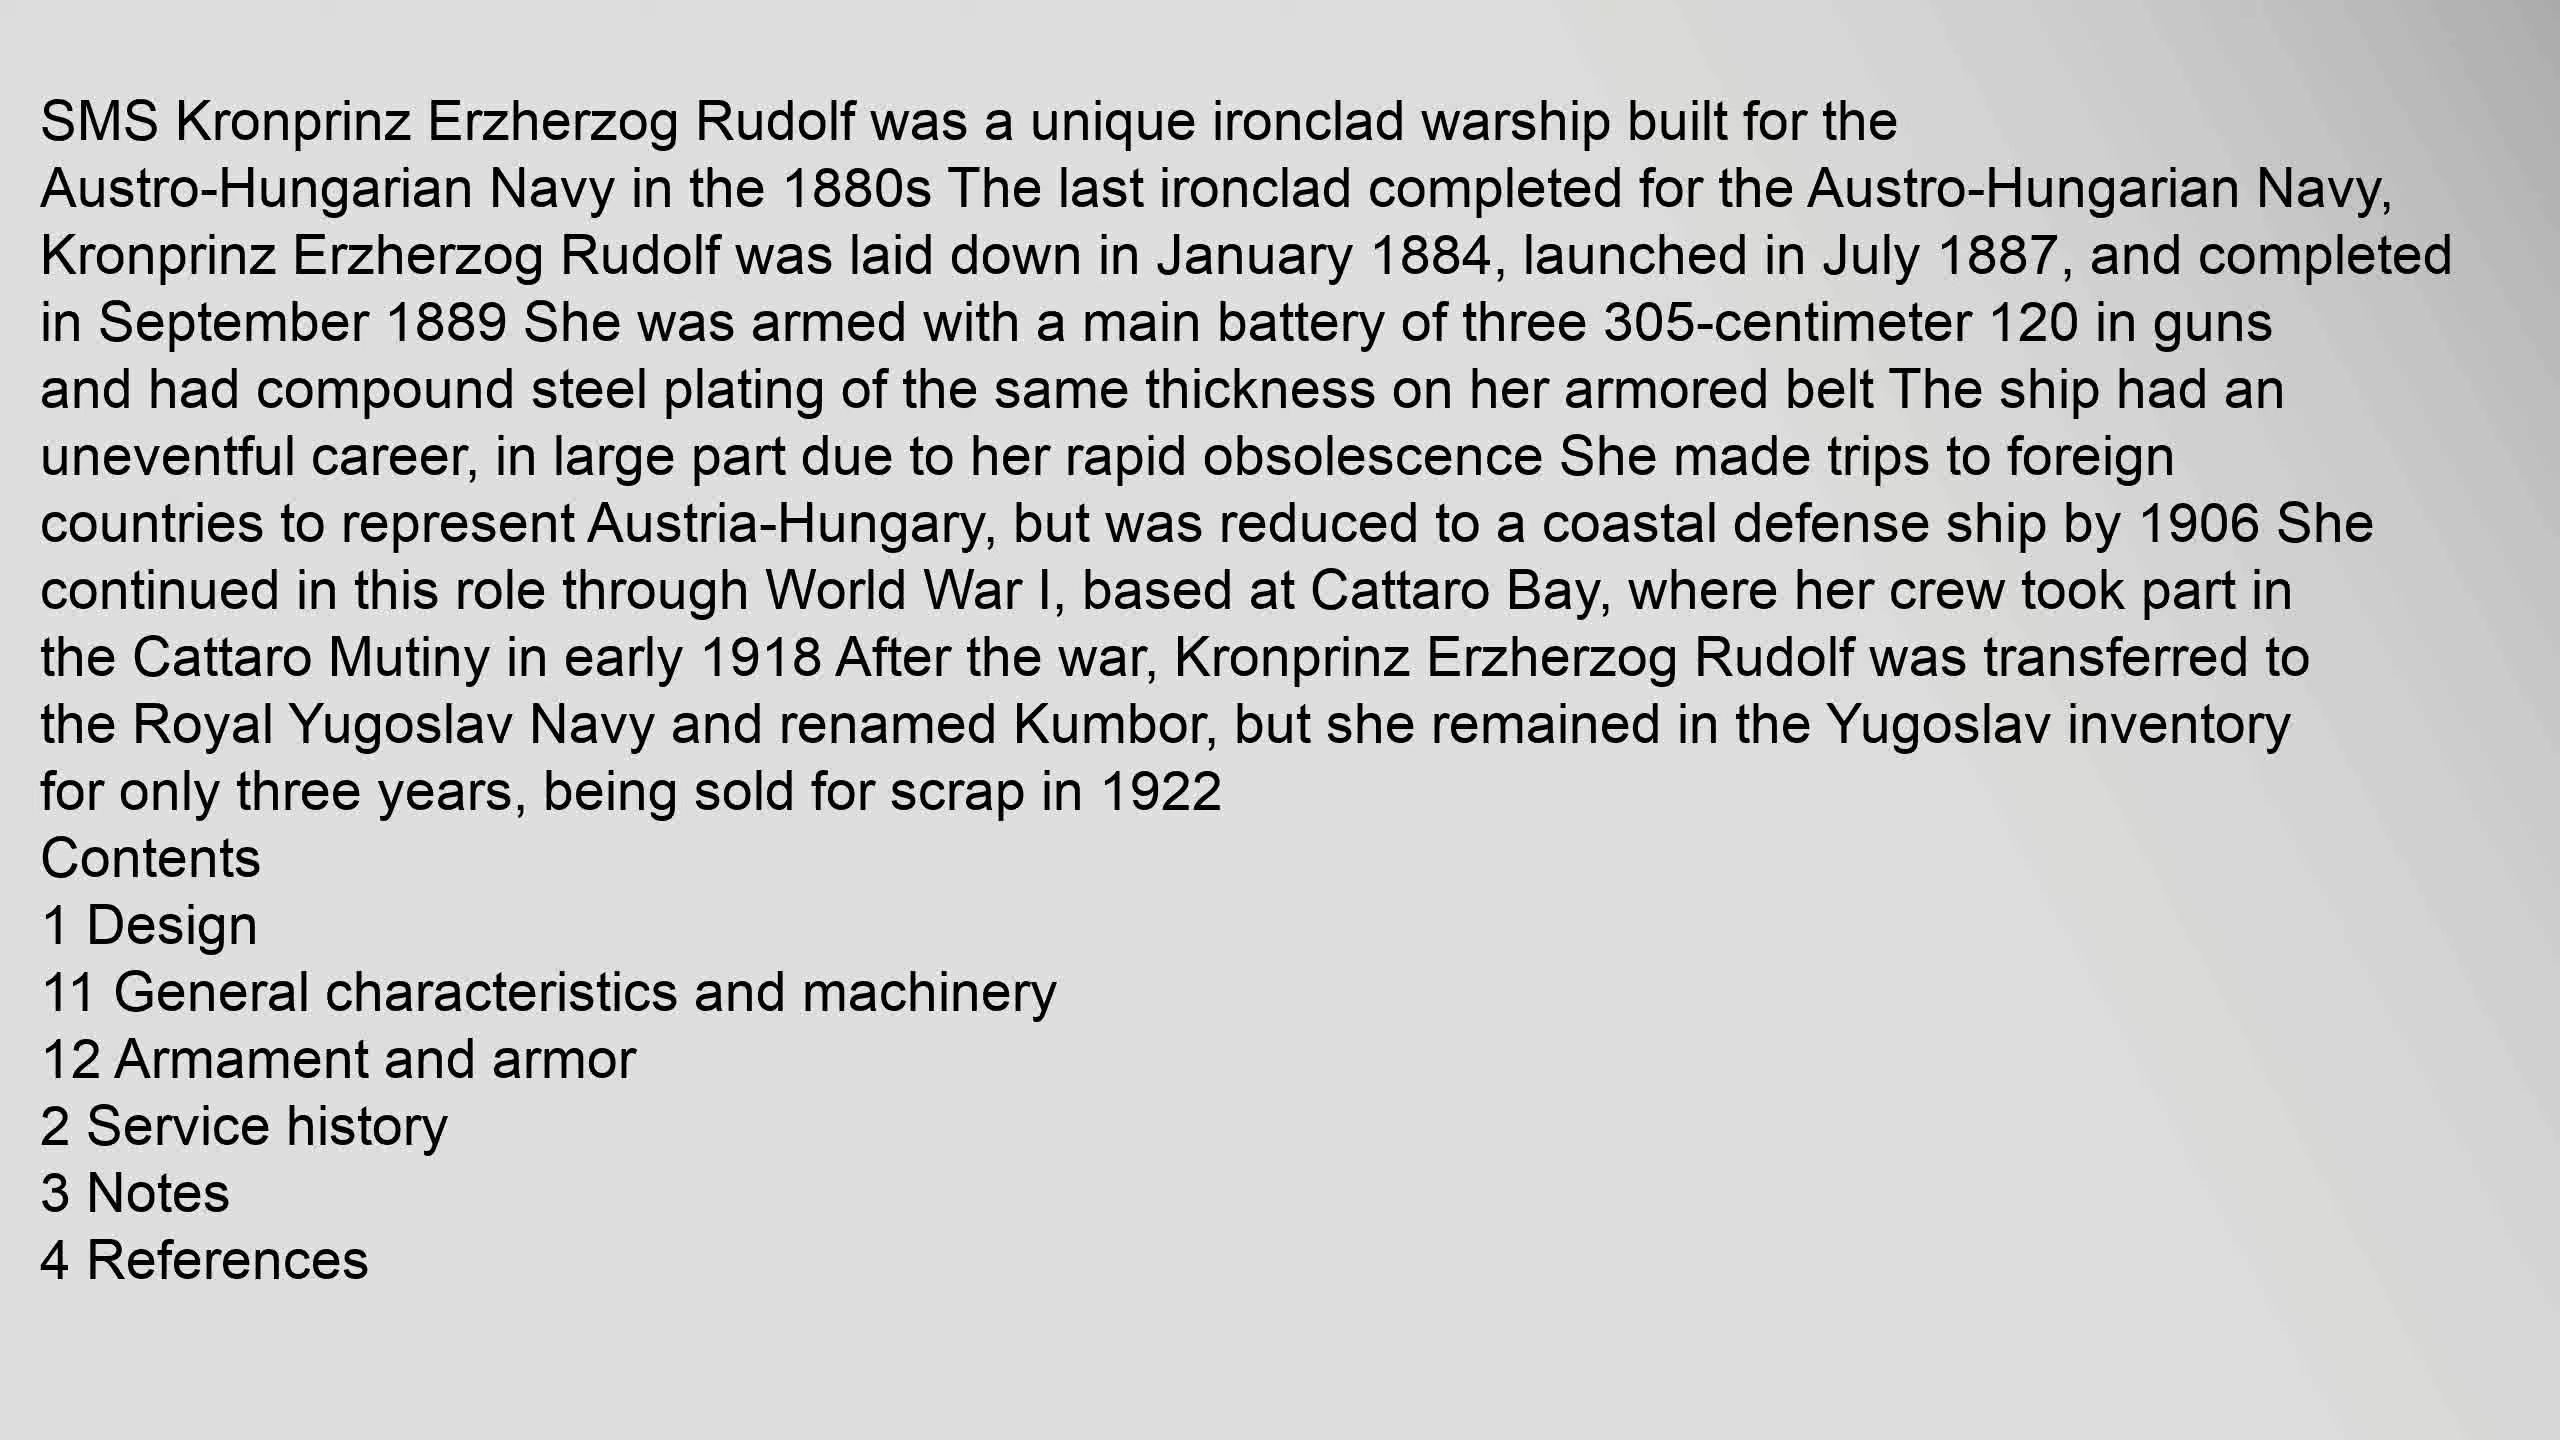 SMS Kronprinz Erzherzog Rudolf was a unique ironclad warship built for the
Austro-Hungarian Navy in the 1880s The last ironclad completed for the Austro-Hungarian Navy,
Kronprinz Erzherzog Rudolf was laid down in January 1884, launched in July 1887, and completed
in September 1889 She was armed with a main battery of three 305-centimeter 120 in guns
and had compound steel plating of the same thickness on her armored belt The ship had an
uneventful career, in large part due to her rapid obsolescence She made trips to foreign
countries to represent Austria-Hungary, but was reduced to a coastal defense ship by 1906 She
continued in this role through World War I, based at Cattaro Bay, where her crew took part in
the Cattaro Mutiny in early 1918 After the war, Kronprinz Erzherzog Rudolf was transferred to
the Royal Yugoslav Navy and renamed Kumbor, but she remained in the Yugoslav inventory
for only three years, being sold for scrap in 1922
Contents
1 Design
11 General characteristics and machinery
12 Armament and armor
2 Service history
3 Notes
4 References